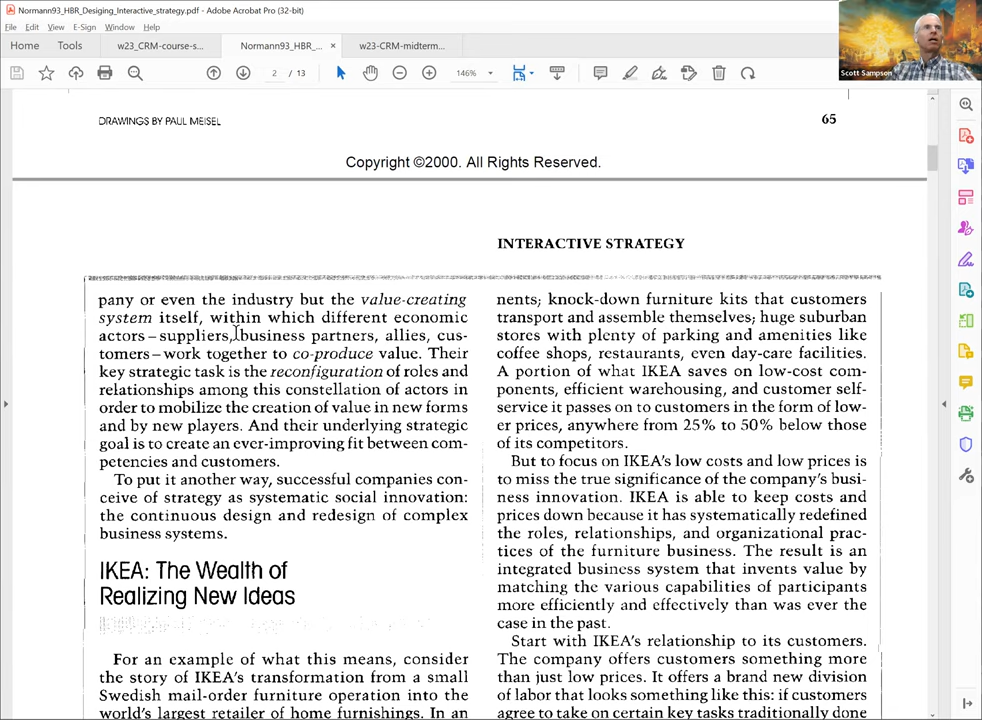 Normann93_HBR_Desiging_Interactive_strategy.pdf - Adobe Acrobat Pro (32-bit)
File Edit View E-Sign Window Help
Home Tools w23_CRM-course-s... Normann93_HBR_... × w23-CRM-midterm...
2 / 13 146%
Scott Sampson
DRAWINGS BY PAUL MEISEL
65
Copyright ©2000. All Rights Reserved.
INTERACTIVE STRATEGY
pany or even the industry but the value-creating
system itself, within which different economic
actors – suppliers, business partners, allies, cus-
tomers – work together to co-produce value. Their
key strategic task is the reconfiguration of roles and
relationships among this constellation of actors in
order to mobilize the creation of value in new forms
and by new players. And their underlying strategic
goal is to create an ever-improving fit between com-
petencies and customers.
To put it another way, successful companies con-
ceive of strategy as systematic social innovation:
the continuous design and redesign of complex
business systems.
IKEA: The Wealth of
Realizing New Ideas
For an example of what this means, consider
the story of IKEA's transformation from a small
Swedish mail-order furniture operation into the
world's largest retailer of home furnishings. In an
nents; knock-down furniture kits that customers
transport and assemble themselves; huge suburban
stores with plenty of parking and amenities like
coffee shops, restaurants, even day-care facilities.
A portion of what IKEA saves on low-cost com-
ponents, efficient warehousing, and customer self-
service it passes on to customers in the form of low-
er prices, anywhere from 25% to 50% below those
of its competitors.
But to focus on IKEA's low costs and low prices is
to miss the true significance of the company's busi-
ness innovation. IKEA is able to keep costs and
prices down because it has systematically redefined
the roles, relationships, and organizational prac-
tices of the furniture business. The result is an
integrated business system that invents value by
matching the various capabilities of participants
more efficiently and effectively than was ever the
case in the past.
Start with IKEA's relationship to its customers.
The company offers customers something more
than just low prices. It offers a brand new division
of labor that looks something like this: if customers
agree to take on certain key tasks traditionally done